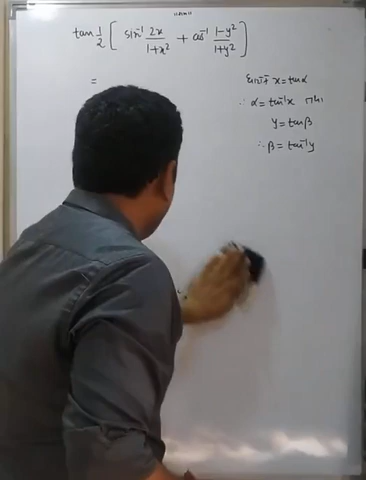 tan 1/2 [ sin⁻¹ 2x/1+x² + cos⁻¹ 1-y²/1+y² ]
=
x = tanα
∴ α = tan⁻¹x
y = tanβ
∴ β = tan⁻¹y